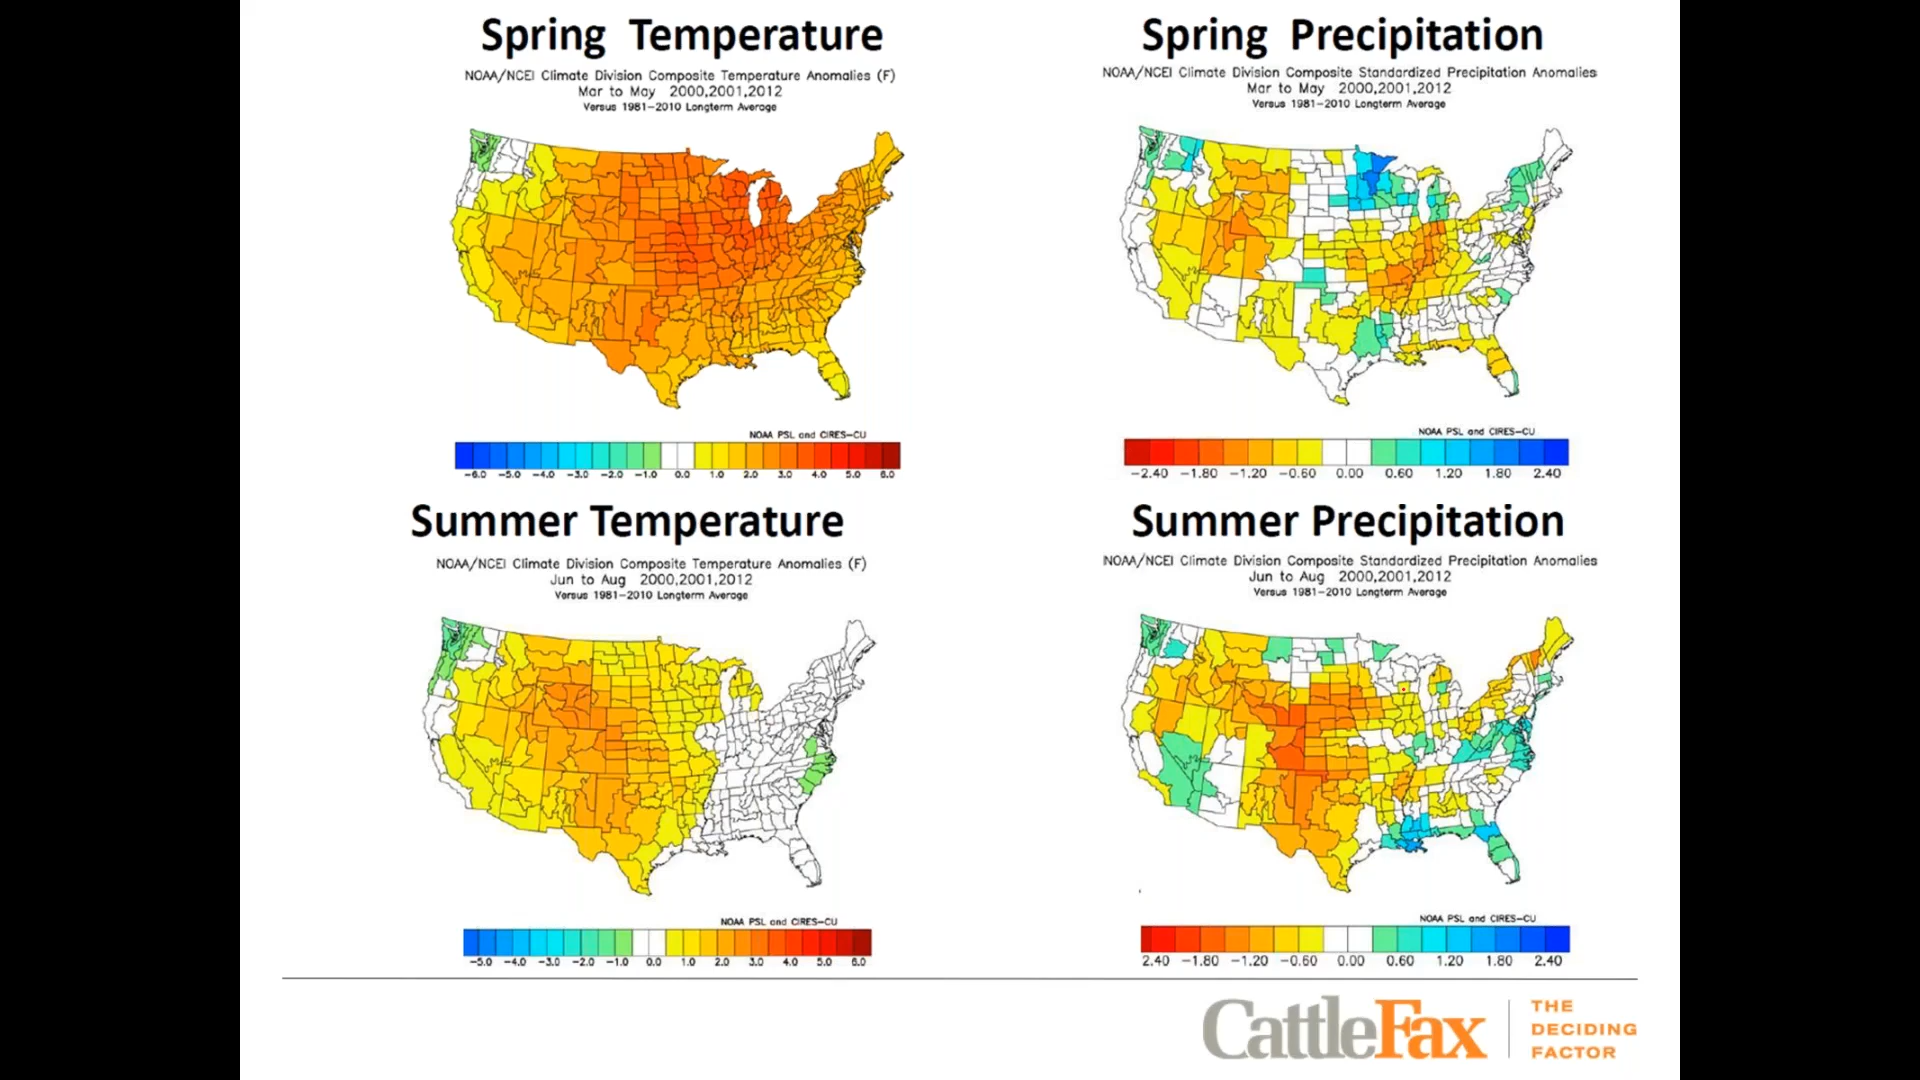 Spring Temperature
NOAA/NCEI Climate Division Composite Temperature Anomalies (F)
Mar to May 2000,2001,2012
Versus 1981-2010 Longterm Average
NOAA PSL and CIRES-CU
-6.0 -5.0 -4.0 -3.0 -2.0 -1.0 0.0 1.0 2.0 3.0 4.0 5.0 6.0
Spring Precipitation
NOAA/NCEI Climate Division Composite Standardized Precipitation Anomalies
Mar to May 2000,2001,2012
Versus 1981-2010 Longterm Average
NOAA PSL and CIRES-CU
-2.40 -1.80 -1.20 -0.60 0.00 0.60 1.20 1.80 2.40
Summer Temperature
NOAA/NCEI Climate Division Composite Temperature Anomalies (F)
Jun to Aug 2000,2001,2012
Versus 1981-2010 Longterm Average
NOAA PSL and CIRES-CU
-5.0 -4.0 -3.0 -2.0 -1.0 0.0 1.0 2.0 3.0 4.0 5.0 6.0
Summer Precipitation
NOAA/NCEI Climate Division Composite Standardized Precipitation Anomalies
Jun to Aug 2000,2001,2012
Versus 1981-2010 Longterm Average
NOAA PSL and CIRES-CU
2.40 -1.80 -1.20 -0.60 0.00 0.60 1.20 1.80 2.40
CattleFax
THE
DECIDING
FACTOR